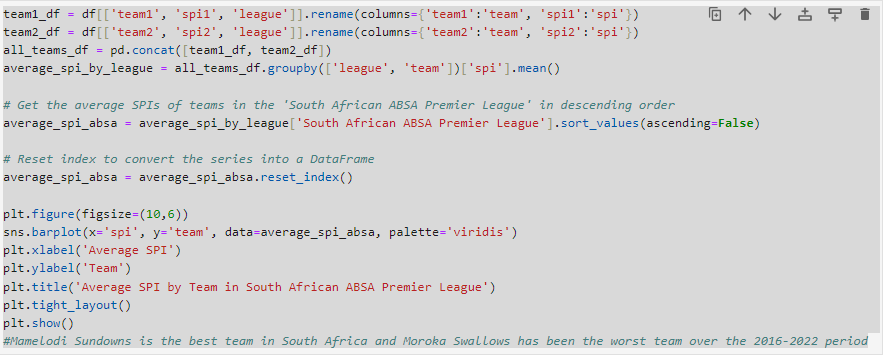 team1_df = df[['team1', 'spi1', 'league']].rename(columns={'team1':'team', 'spi1':'spi'})
team2_df = df[['team2', 'spi2', 'league']].rename(columns={'team2':'team', 'spi2':'spi'})
all_teams_df = pd.concat([team1_df, team2_df])
average_spi_by_league = all_teams_df.groupby(['league', 'team'])['spi'].mean()
# Get the average SPIs of teams in the 'South African ABSA Premier League' in descending order
average_spi_absa = average_spi_by_league['South African ABSA Premier League'].sort_values(ascending=False)
# Reset index to convert the series into a DataFrame
average_spi_absa = average_spi_absa.reset_index()
plt.figure(figsize=(10,6))
sns.barplot(x='spi', y='team', data=average_spi_absa, palette='viridis')
plt.xlabel('Average SPI')
plt.ylabel('Team')
plt.title('Average SPI by Team in South African ABSA Premier League')
plt.tight_layout()
plt.show()
#Mamelodi Sundowns is the best team in South Africa and Moroka Swallows has been the worst team over the 2016-2022 period